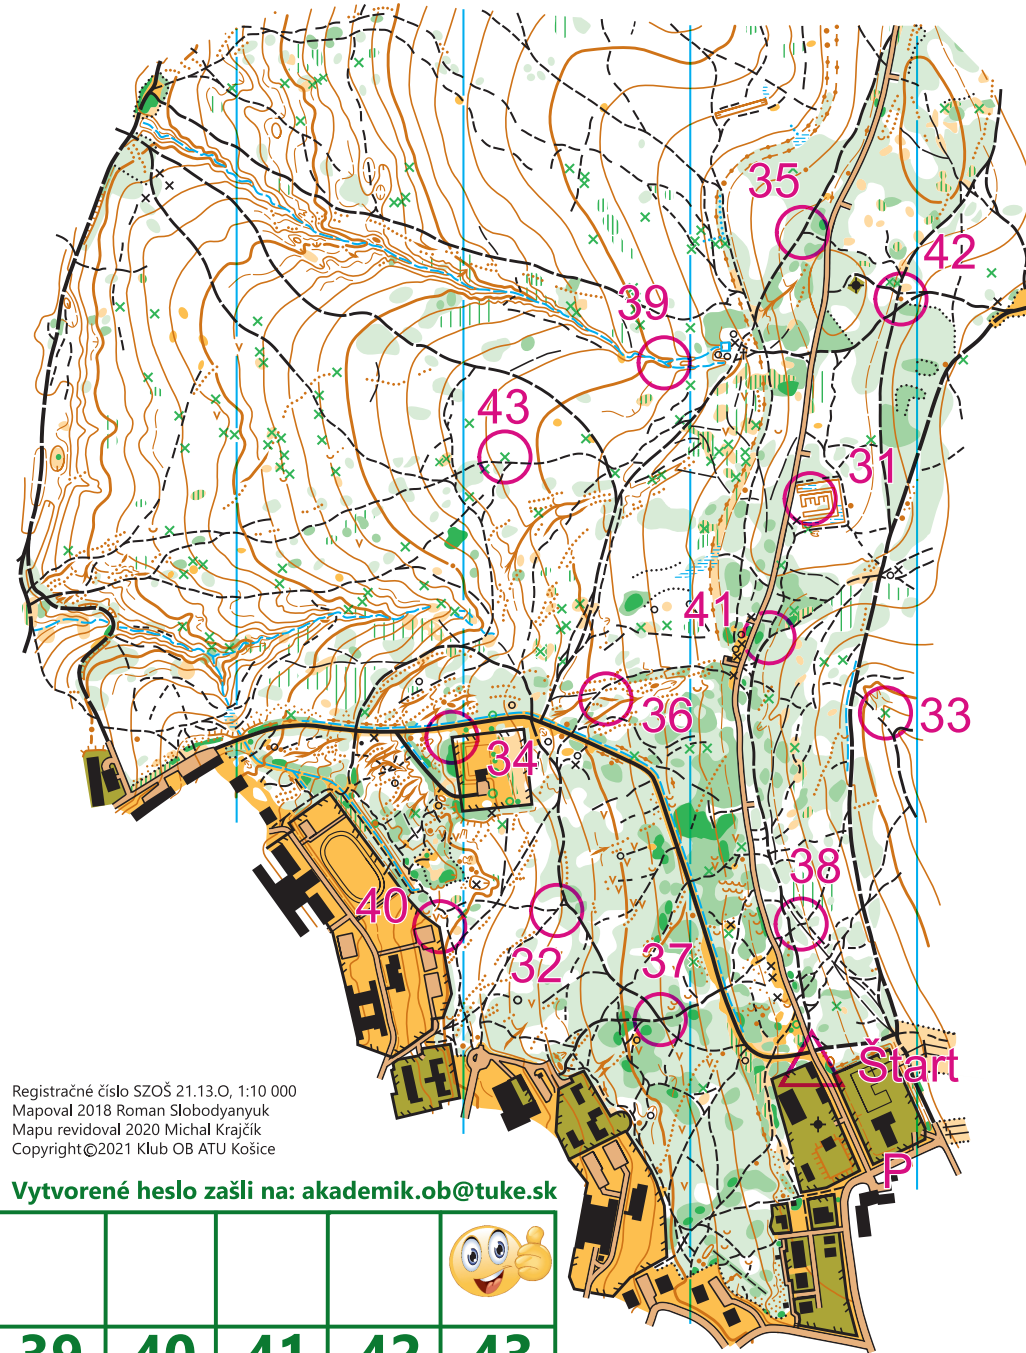 35
42
39
43
31
41
36
33
34
38
40
32
37
Štart
Registračné číslo SZOŠ 21.13.O, 1:10 000
Mapoval 2018 Roman Slobodyanyuk
Mapu revidoval 2020 Michal Krajčík
Copyright©2021 Klub OB ATU Košice
P
Vytvorené heslo zašli na: akademik.ob@tuke.sk
39 40 41 42 43